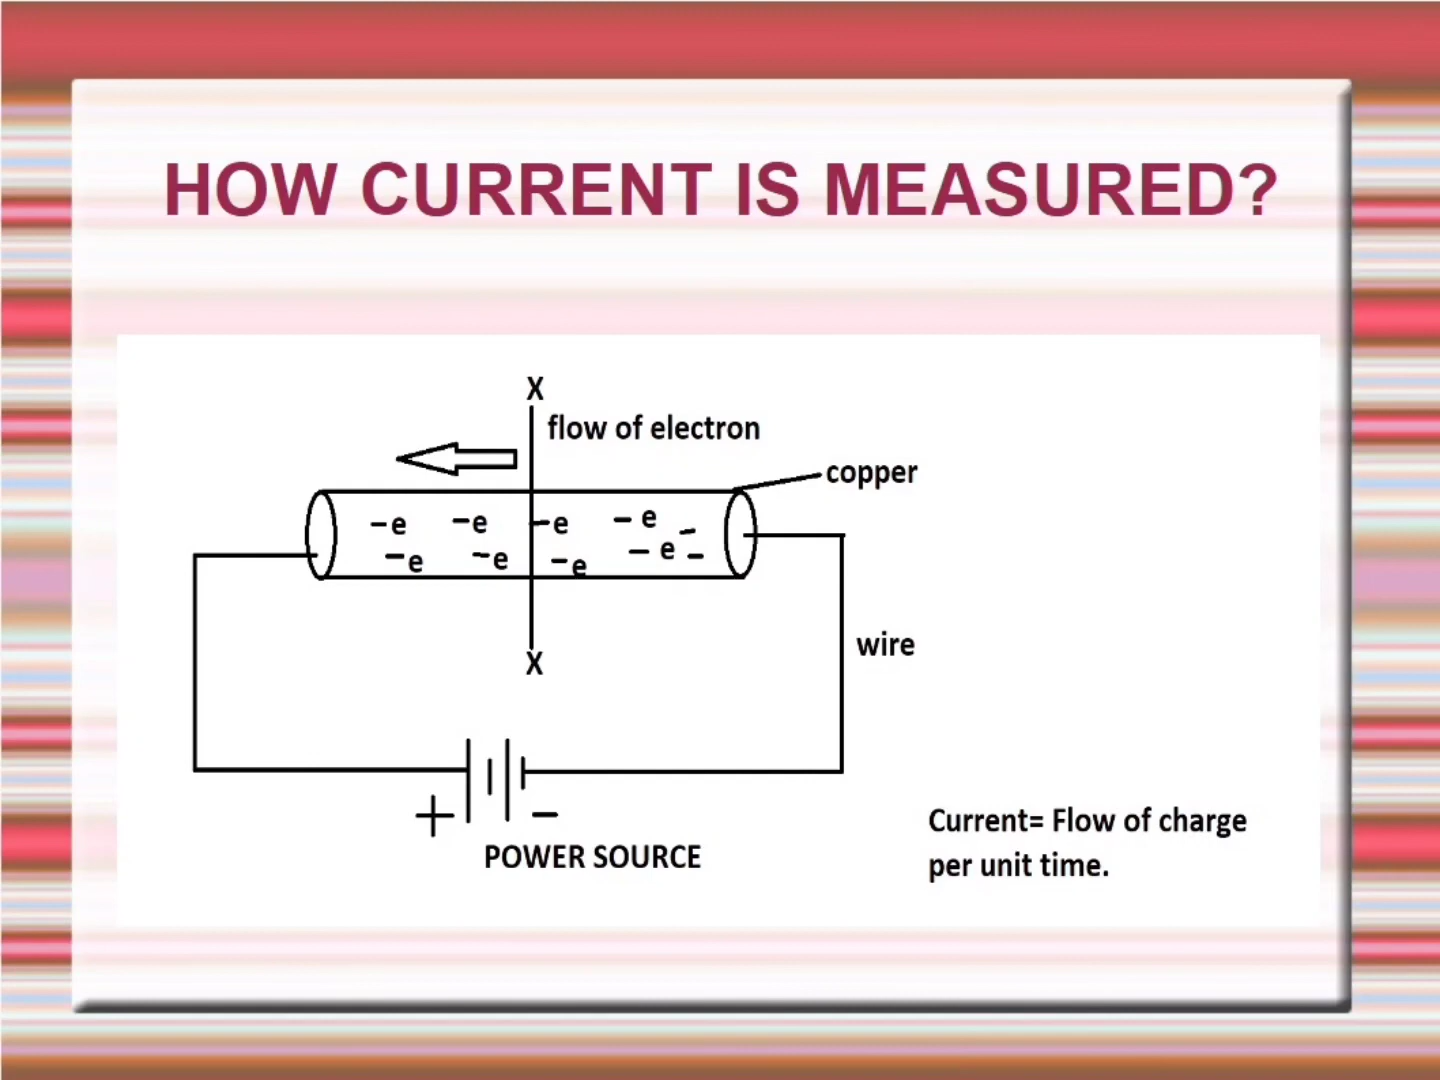 HOW CURRENT IS MEASURED?
X
flow of electron
copper
-e -e -e - e -
-e -e -e - e -
wire
X
+ -
POWER SOURCE
Current= Flow of charge
per unit time.